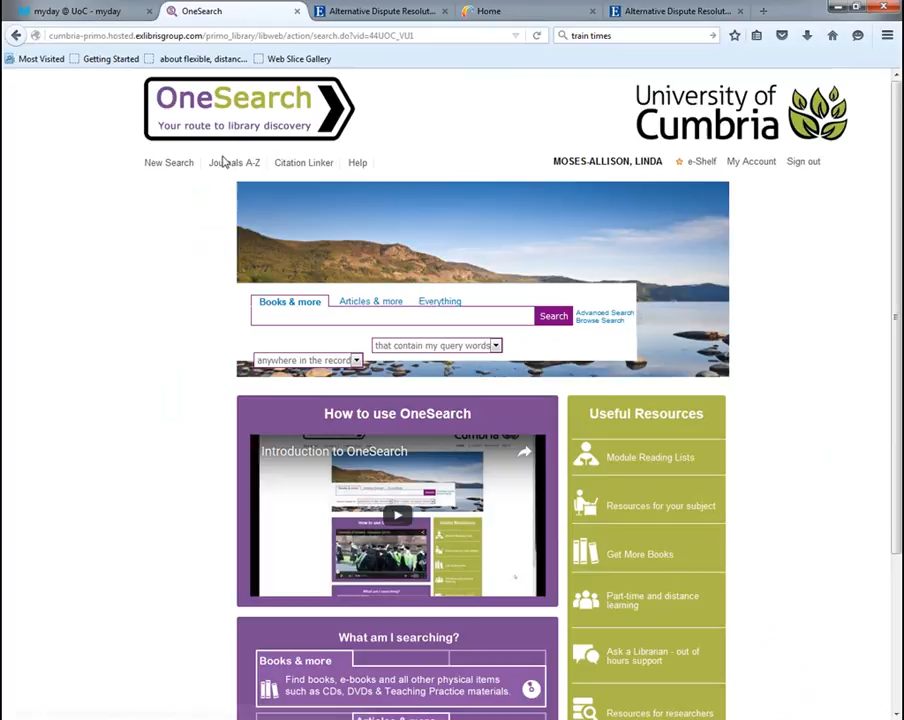 myday @ UoC - myday
OneSearch
Alternative Dispute Resoluti...
Home
Alternative Dispute Resoluti...
cumbria-primo.hosted.exlibrisgroup.com/primo_library/libweb/action/search.do?vid=44UOC_VU1
train times
Most Visited
Getting Started
about flexible, distanc...
Web Slice Gallery
OneSearch
Your route to library discovery
University of
Cumbria
New Search
Journals A-Z
Citation Linker
Help
MOSES-ALLISON, LINDA
e-Shelf
My Account
Sign out
Books & more
Articles & more
Everything
Search
Advanced Search
Browse Search
that contain my query words
anywhere in the record
How to use OneSearch
Introduction to OneSearch
Useful Resources
Module Reading Lists
Resources for your subject
Get More Books
Part-time and distance
learning
Ask a Librarian - out of
hours support
Resources for researchers
What am I searching?
Books & more
Find books, e-books and all other physical items
such as CDs, DVDs & Teaching Practice materials.
Articles & more